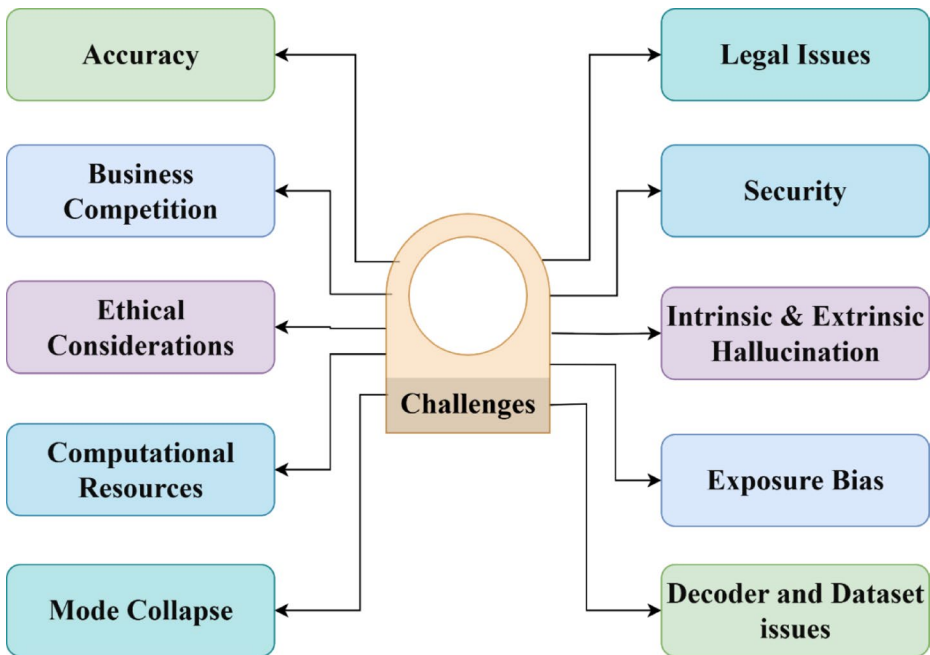 Accuracy
Business
Competition
Ethical
Considerations
Computational
Resources
Mode Collapse
Challenges
Legal Issues
Security
Intrinsic & Extrinsic
Hallucination
Exposure Bias
Decoder and Dataset
issues